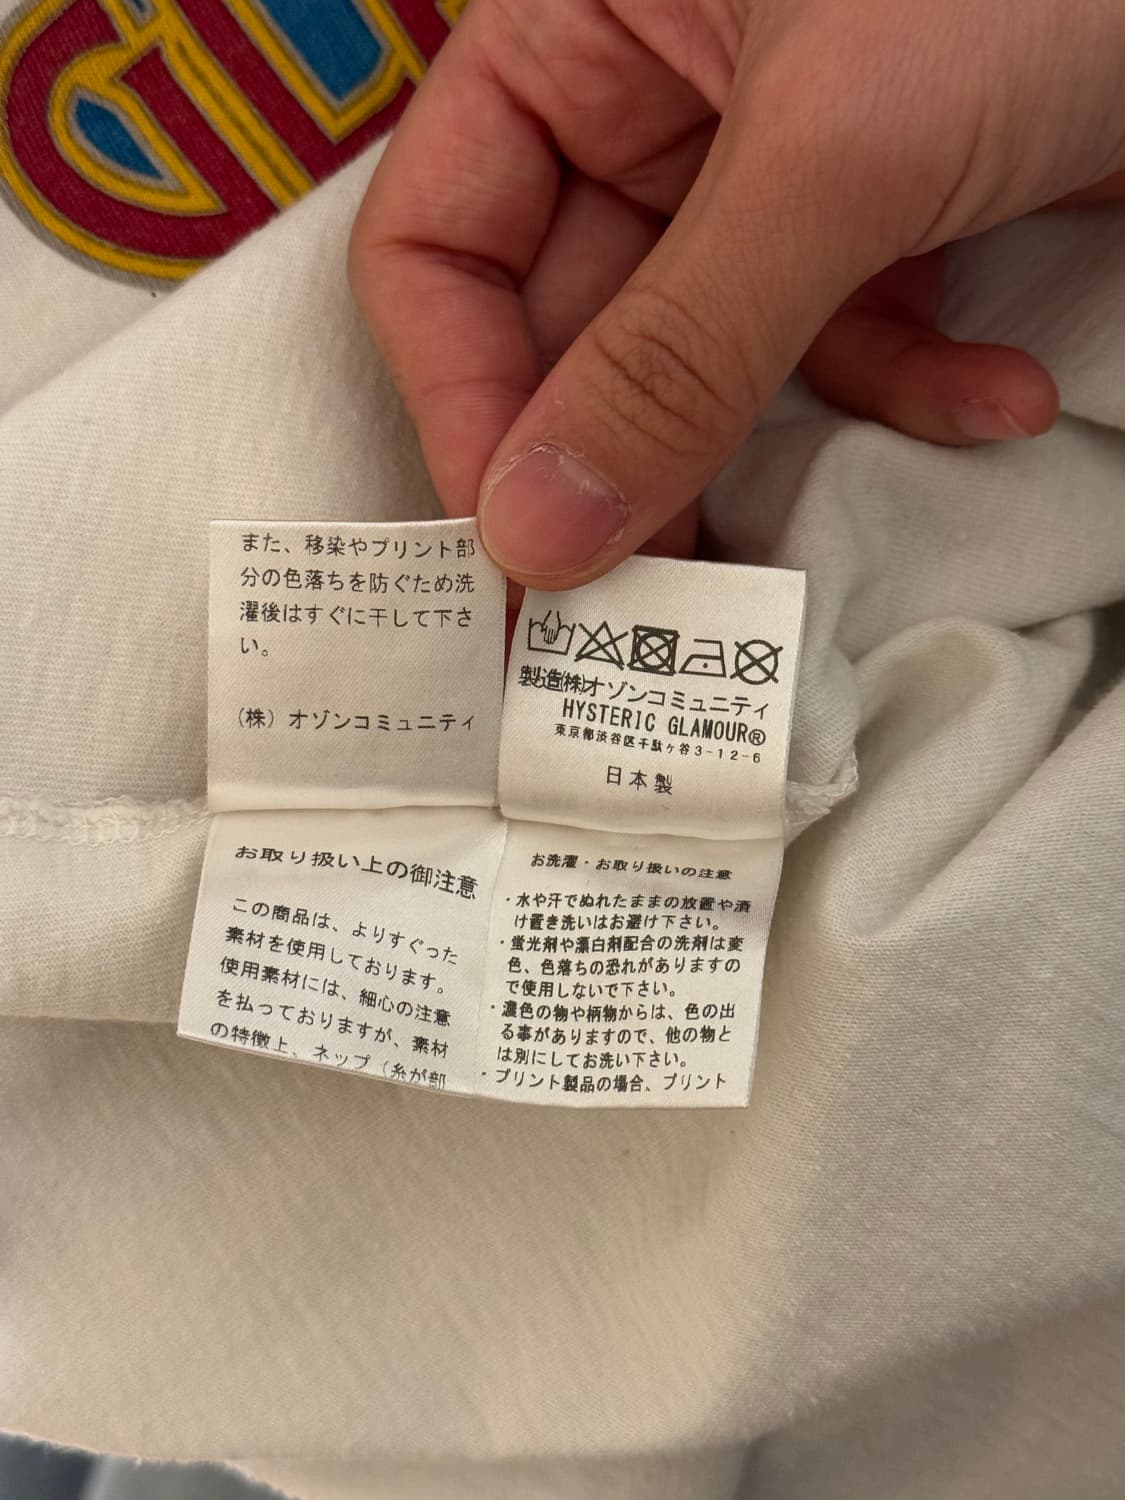 また、移染やプリント部
分の色落ちを防ぐため洗
濯後はすぐに干して下さ
い。
(株)オゾンコミュニティ
製造(株)オゾンコミュニティ
HYSTERIC GLAMOUR®
東京都渋谷区千駄ヶ谷3-12-6
日本製
お取り扱い上の御注意
この商品は、よりすぐった
素材を使用しております。
使用素材には、細心の注意
を払っておりますが、素材
の特徴上、ネップ(糸が部
お洗濯・お取り扱いの注意
・水や汗でぬれたままの放置や漬
け置き洗いはお避け下さい。
・蛍光剤や漂白剤配合の洗剤は変
色、色落ちの恐れがありますの
で使用しないで下さい。
・濃色の物や柄物からは、色の出
る事がありますので、他の物と
は別にしてお洗い下さい。
・プリント製品の場合、プリント